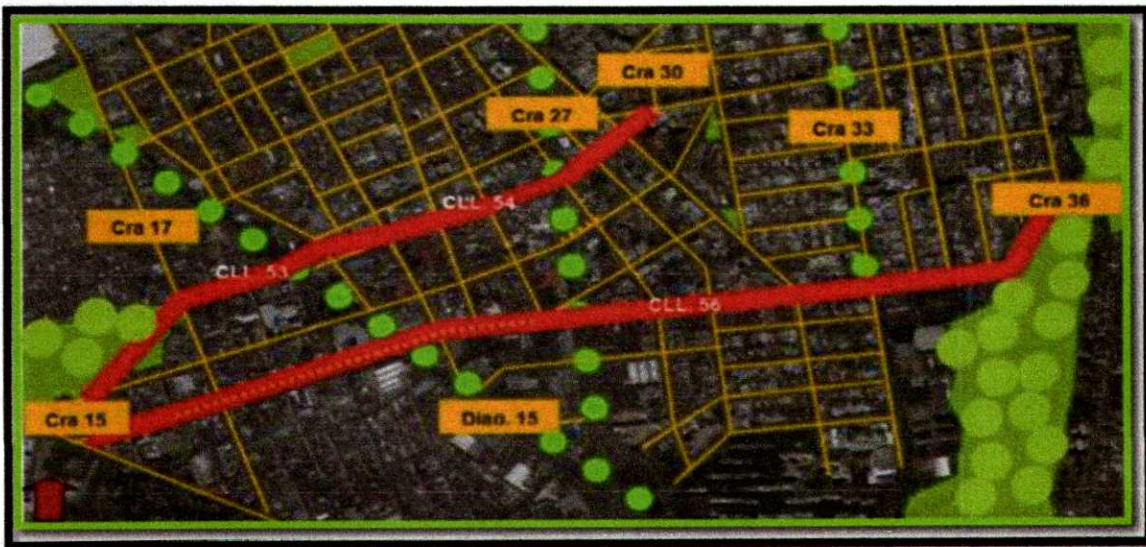 Cra 30
Cra 27
Cra 33
CLL. 54
Cra 36
Cra 17
CLL. 53
CLL. 56
Cra 15
Diag. 15